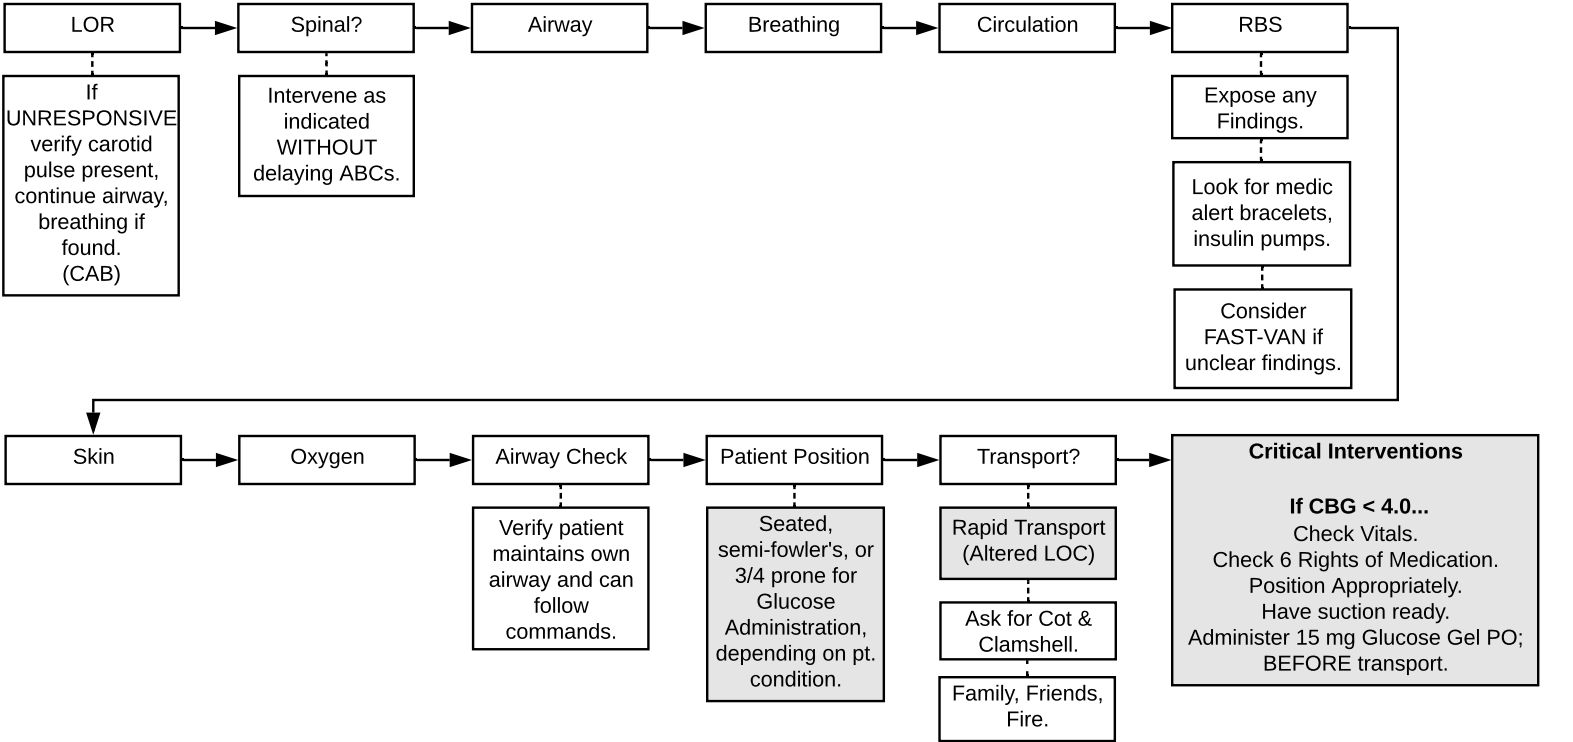 LOR
Spinal?
Airway
Breathing
Circulation
RBS
If
UNRESPONSIVE
verify carotid
pulse present,
continue airway,
breathing if
found.
(CAB)
Intervene as
indicated
WITHOUT
delaying ABCs.
Expose any
Findings.
Look for medic
alert bracelets,
insulin pumps.
Consider
FAST-VAN if
unclear findings.
Skin
Oxygen
Airway Check
Patient Position
Transport?
Verify patient
maintains own
airway and can
follow
commands.
Seated,
semi-fowler's, or
3/4 prone for
Glucose
Administration,
depending on pt.
condition.
Rapid Transport
(Altered LOC)
Ask for Cot &
Clamshell.
Family, Friends,
Fire.
Critical Interventions
If CBG < 4.0...
Check Vitals.
Check 6 Rights of Medication.
Position Appropriately.
Have suction ready.
Administer 15 mg Glucose Gel PO;
BEFORE transport.